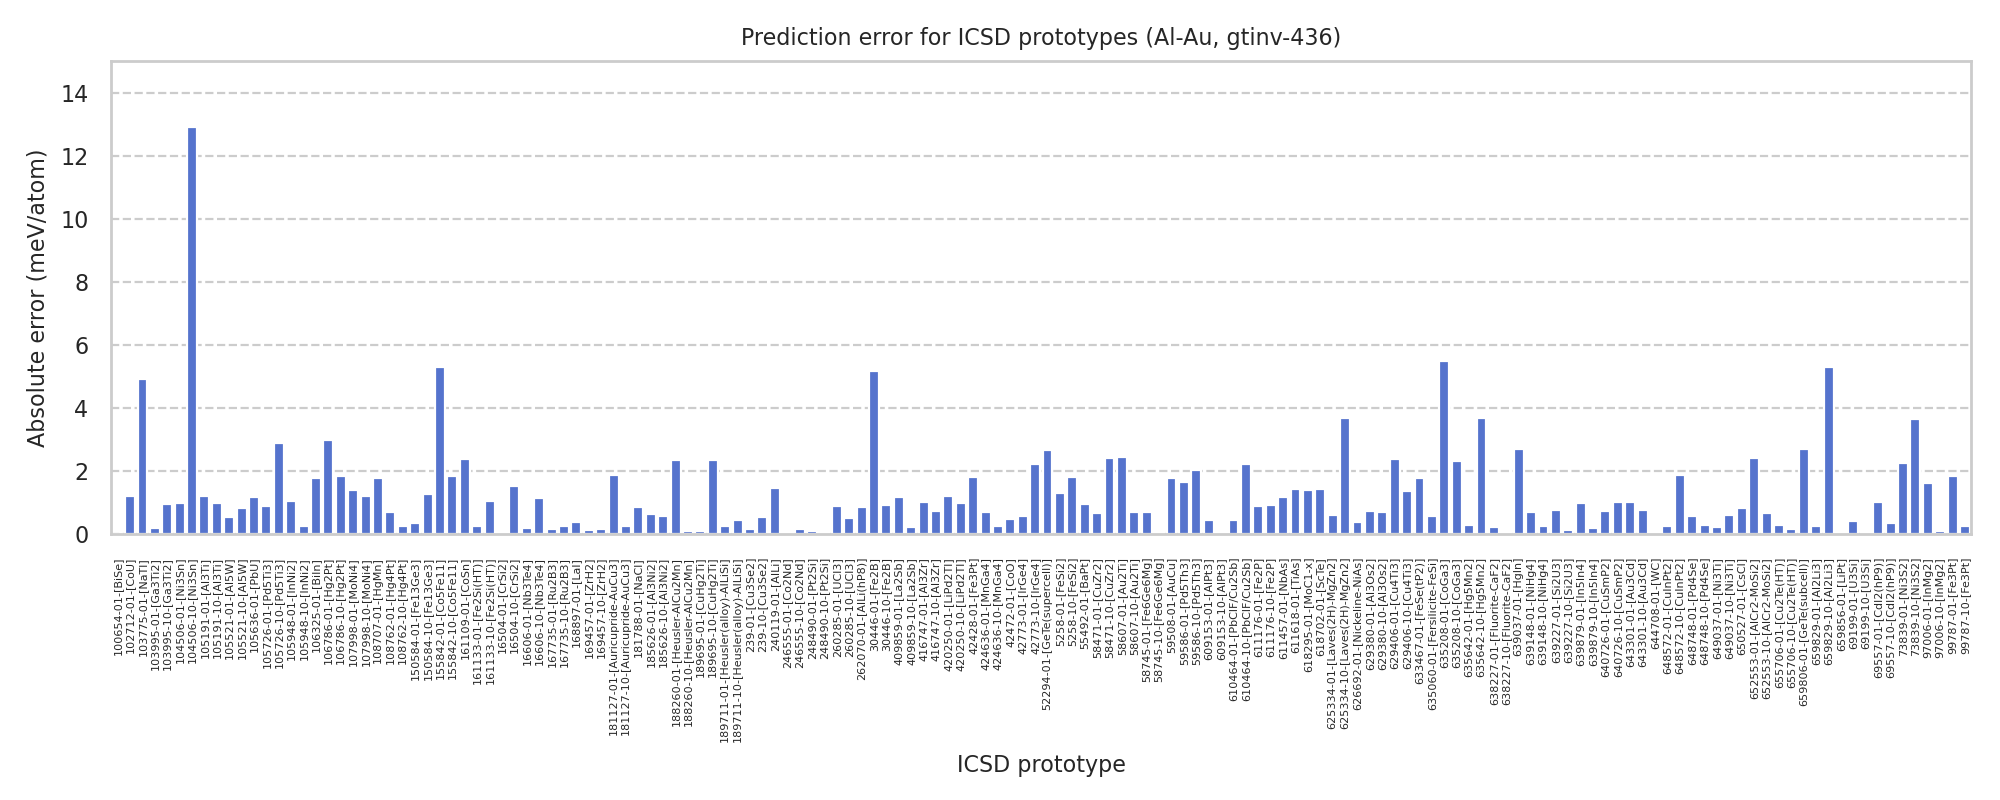 Prediction error for ICSD prototypes (Al-Au, gtinv-436)
Absolute error (meV/atom)
14
12
10
8
6
4
2
0
100654-01-[BiSe]
102712-01-[CoU]
103775-01-[NaTl]
103995-01-[Ga3Ti2]
103995-10-[Ga3Ti2]
104506-01-[Ni3Sn]
104506-10-[Ni3Sn]
105191-01-[Al3Ti]
105191-10-[Al3Ti]
105521-01-[Al5W]
105521-10-[Al5W]
105636-01-[PbU]
105726-01-[Pd5Ti3]
105726-10-[Pd5Ti3]
105948-01-[InNi2]
105948-10-[InNi2]
106325-01-[BiIn]
106786-01-[Hg2Pt]
106786-10-[Hg2Pt]
107998-01-[MoNi4]
107998-10-[MoNi4]
108707-01-[HgMn]
108762-01-[Hg4Pt]
108762-10-[Hg4Pt]
150584-01-[Fe13Ge3]
150584-10-[Fe13Ge3]
155842-01-[Co5Fe11]
155842-10-[Co5Fe11]
161109-01-[CoSn]
161133-01-[Fe2Si(HT)]
161133-10-[Fe2Si(HT)]
16504-01-[CrSi2]
16504-10-[CrSi2]
16606-01-[Nb3Te4]
16606-10-[Nb3Te4]
167735-01-[Ru2B3]
167735-10-[Ru2B3]
168897-01-[LaI]
169457-01-[ZrH2]
169457-10-[ZrH2]
181127-01-[Auricupride-AuCu3]
181127-10-[Auricupride-AuCu3]
181788-01-[NaCl]
185626-01-[Al3Ni2]
185626-10-[Al3Ni2]
188260-01-[Heusler-AlCu2Mn]
188260-10-[Heusler-AlCu2Mn]
189695-01-[CuHg2Ti]
189695-10-[CuHg2Ti]
189711-01-[Heusler(alloy)-AlLiSi]
189711-10-[Heusler(alloy)-AlLiSi]
239-01-[Cu3Se2]
239-10-[Cu3Se2]
240119-01-[AlLi]
246555-01-[Co2Nd]
246555-10-[Co2Nd]
248490-01-[Pt2Si]
248490-10-[Pt2Si]
260285-01-[UCl3]
260285-10-[UCl3]
262070-01-[AlLi(hP8)]
30446-01-[Fe2B]
30446-10-[Fe2B]
409859-01-[La2Sb]
409859-10-[La2Sb]
416747-01-[Al3Zr]
416747-10-[Al3Zr]
420250-01-[LiPd2Tl]
420250-10-[LiPd2Tl]
42428-01-[Fe3Pt]
424636-01-[MnGa4]
424636-10-[MnGa4]
42472-01-[CoO]
42773-01-[IrGe4]
42773-10-[IrGe4]
52294-01-[GeTe(supercell)]
5258-01-[FeSi2]
5258-10-[FeSi2]
55492-01-[BaPt]
58471-01-[CuZr2]
58471-10-[CuZr2]
58607-01-[Au2Ti]
58607-10-[Au2Ti]
58745-01-[Fe6Ge6Mg]
58745-10-[Fe6Ge6Mg]
59508-01-[AuCu]
59586-01-[Pd5Th3]
59586-10-[Pd5Th3]
609153-01-[AlPt3]
609153-10-[AlPt3]
610464-01-[PbClF/Cu2Sb]
610464-10-[PbClF/Cu2Sb]
611176-01-[Fe2P]
611176-10-[Fe2P]
611457-01-[NbAs]
611618-01-[TiAs]
618295-01-[MoC1-x]
618702-01-[ScTe]
625334-01-[Laves(2H)-MgZn2]
625334-10-[Laves(2H)-MgZn2]
626692-01-[Nickeline-NiAs]
629380-01-[Al3Os2]
629380-10-[Al3Os2]
629406-01-[Cu4Ti3]
629406-10-[Cu4Ti3]
633467-01-[FeSe(tP2)]
635060-01-[Fersilicite-FeSi]
635208-01-[CoGa3]
635208-10-[CoGa3]
635642-01-[Hg5Mn2]
635642-10-[Hg5Mn2]
638227-01-[Fluorite-CaF2]
638227-10-[Fluorite-CaF2]
639037-01-[HgIn]
639148-01-[NiHg4]
639148-10-[NiHg4]
639227-01-[Si2U3]
639227-10-[Si2U3]
639879-01-[In5In4]
639879-10-[In5In4]
640726-01-[CuSmP2]
640726-10-[CuSmP2]
643301-01-[Au3Cd]
643301-10-[Au3Cd]
644708-01-[WC]
648572-01-[CuInPt2]
648572-10-[CuInPt2]
648748-01-[Pd4Se]
648748-10-[Pd4Se]
649037-01-[Ni3Ti]
649037-10-[Ni3Ti]
650527-01-[CsCl]
652553-01-[AlCr2-MoSi2]
652553-10-[AlCr2-MoSi2]
655706-01-[Cu2Te(HT)]
655706-10-[Cu2Te(HT)]
659806-01-[GeTe(subcell)]
659829-01-[Al2Li3]
659829-10-[Al2Li3]
659856-01-[LiPt]
69199-01-[U3Si]
69199-10-[U3Si]
69557-01-[CdI2(hP9)]
69557-10-[CdI2(hP9)]
73839-01-[Ni3S2]
73839-10-[Ni3S2]
97006-01-[InMg2]
97006-10-[InMg2]
99787-01-[Fe3Pt]
99787-10-[Fe3Pt]
ICSD prototype